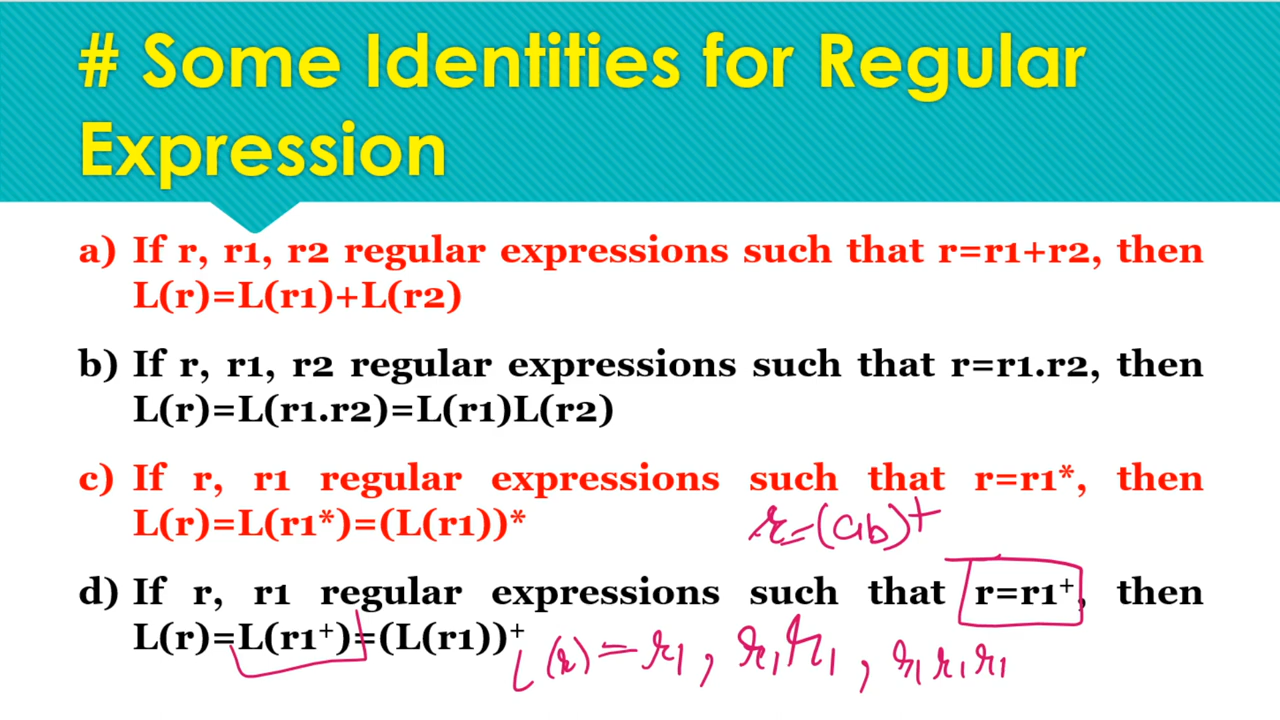 # Some Identities for Regular
Expression
a) If r, r1, r2 regular expressions such that r=r1+r2, then
L(r)=L(r1)+L(r2)
b) If r, r1, r2 regular expressions such that r=r1.r2, then
L(r)=L(r1.r2)=L(r1)L(r2)
c) If r, r1 regular expressions such that r=r1*, then
L(r)=L(r1*)=(L(r1))*
r=(ab)⁺
d) If r, r1 regular expressions such that r=r1⁺, then
L(r)=L(r1⁺)=(L(r1))⁺
L(r)=r₁, r₁r₁, r₁r₁r₁